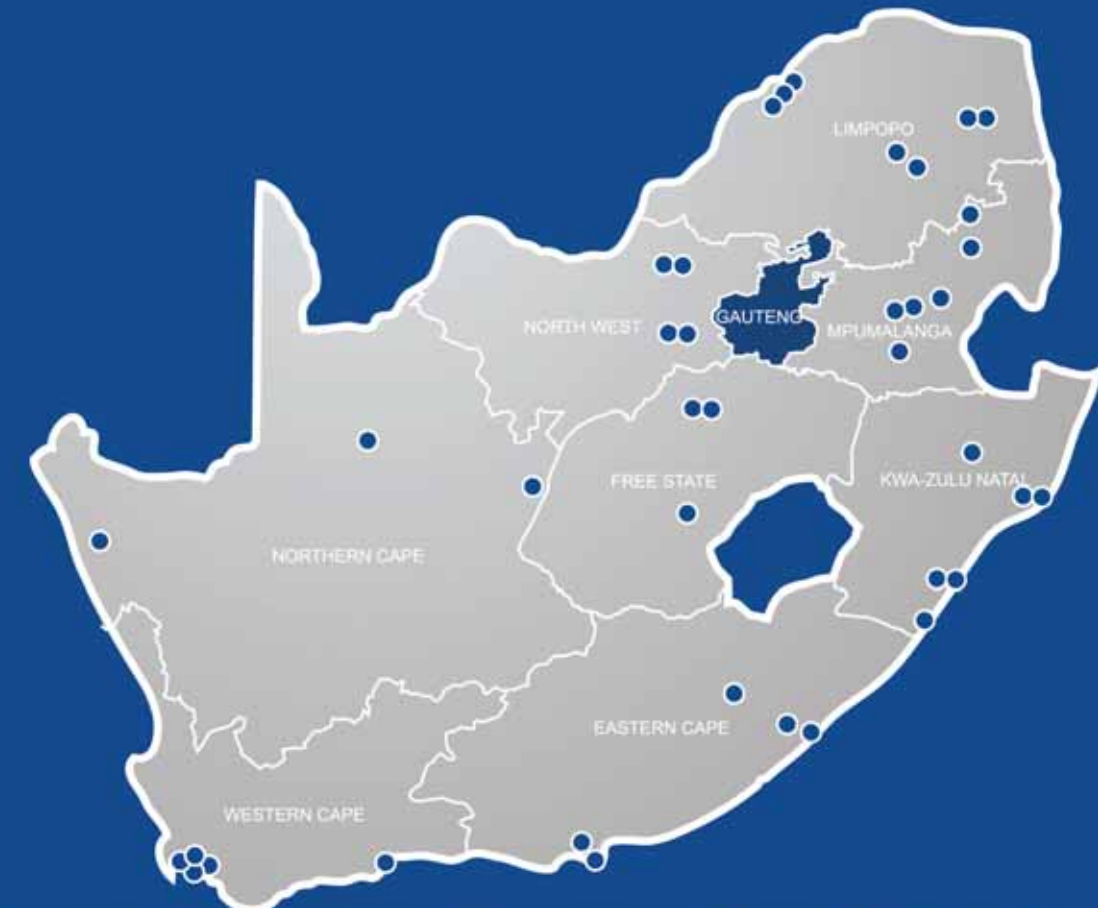 LIMPOPO
NORTH WEST
GAUTENG
MPUMALANGA
FREE STATE
KWA-ZULU NATAL
NORTHERN CAPE
EASTERN CAPE
WESTERN CAPE